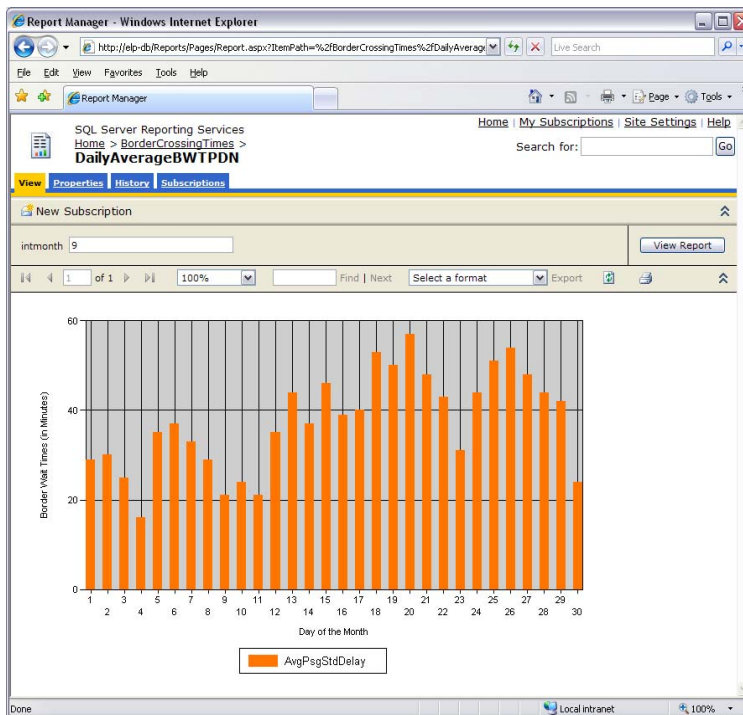 Report Manager - Windows Internet Explorer
http://elp-db/Reports/Pages/Report.aspx?ItemPath=%2fBorderCrossingTimes%2fDailyAverage
Live Search
File Edit View Favorites Tools Help
Report Manager
Page Tools
Home | My Subscriptions | Site Settings | Help
SQL Server Reporting Services
Home > BorderCrossingTimes >
DailyAverageBWTPDN
Search for:
Go
View Properties History Subscriptions
New Subscription
intmonth 9
View Report
1 of 1
100%
Find | Next
Select a format
Export
60
40
20
0
Border Wait Times (in Minutes)
1 3 5 7 9 11 13 15 17 19 21 23 25 27 29
2 4 6 8 10 12 14 16 18 20 22 24 26 28 30
Day of the Month
AvgPsgStdDelay
Done
Local intranet
100%